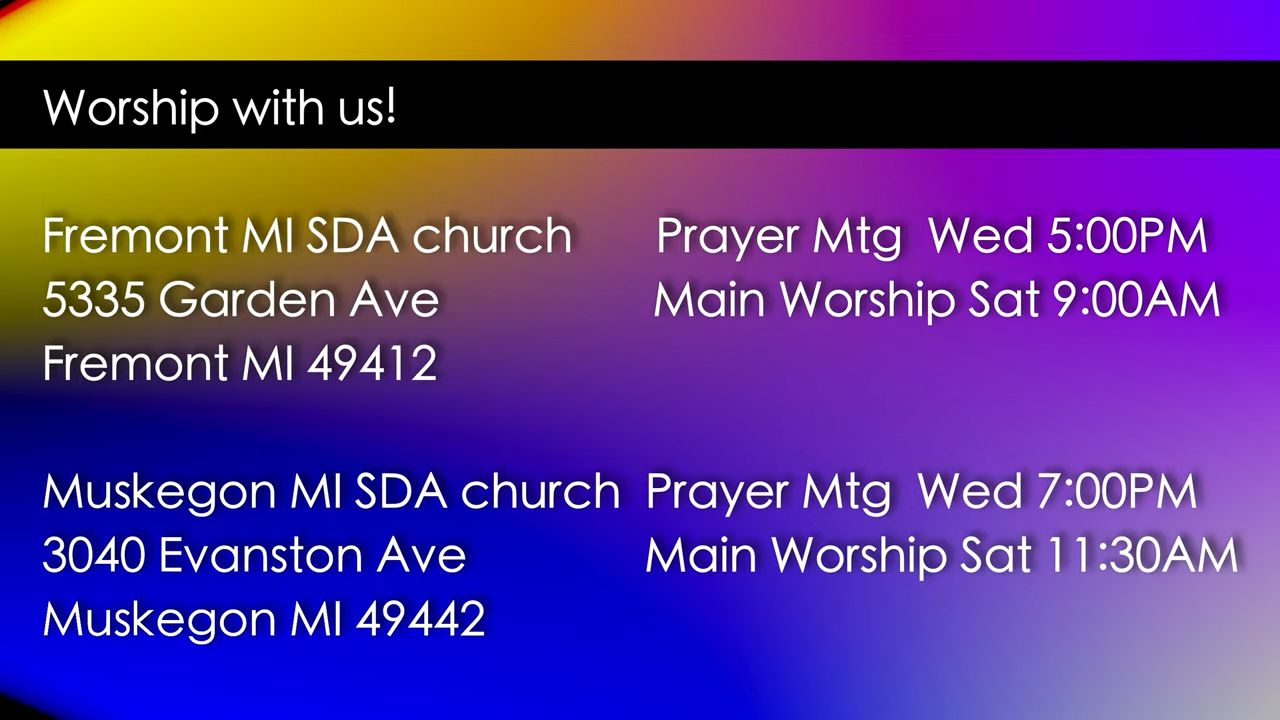 Worship with us!
Fremont MI SDA church Prayer Mtg Wed 5:00PM
5335 Garden Ave Main Worship Sat 9:00AM
Fremont MI 49412
Muskegon MI SDA church Prayer Mtg Wed 7:00PM
3040 Evanston Ave Main Worship Sat 11:30AM
Muskegon MI 49442